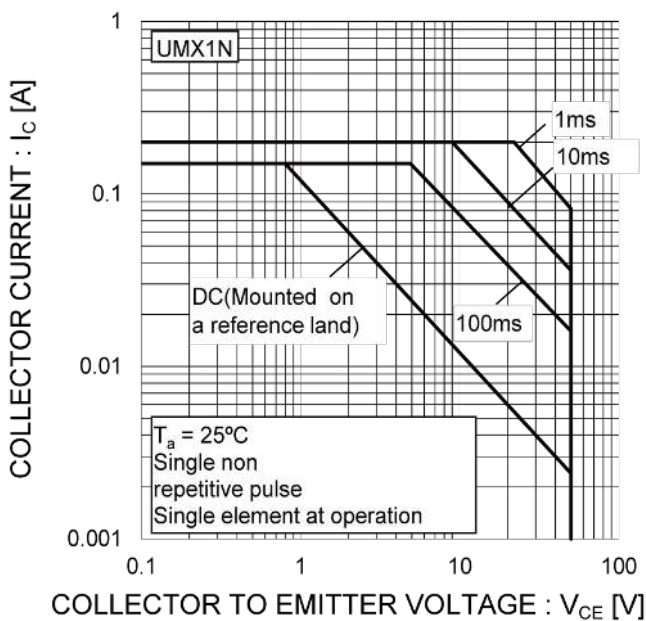 1
UMX1N
1ms
10ms
0.1
DC(Mounted on
a reference land)
100ms
0.01
Ta = 25ºC
Single non
repetitive pulse
Single element at operation
0.001
0.1
1
10
100
COLLECTOR CURRENT : IC [A]
COLLECTOR TO EMITTER VOLTAGE : VCE [V]